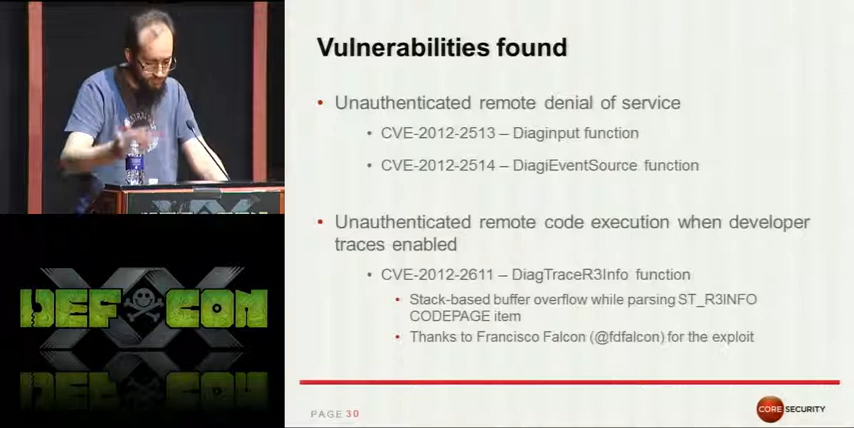 Vulnerabilities found
• Unauthenticated remote denial of service
• CVE-2012-2513 – Diaginput function
• CVE-2012-2514 – DiagiEventSource function
• Unauthenticated remote code execution when developer
traces enabled
• CVE-2012-2611 – DiagTraceR3Info function
• Stack-based buffer overflow while parsing ST_R3INFO
CODEPAGE item
• Thanks to Francisco Falcon (@fdfalcon) for the exploit
PAGE 30
CORE SECURITY
DEF CON
XX